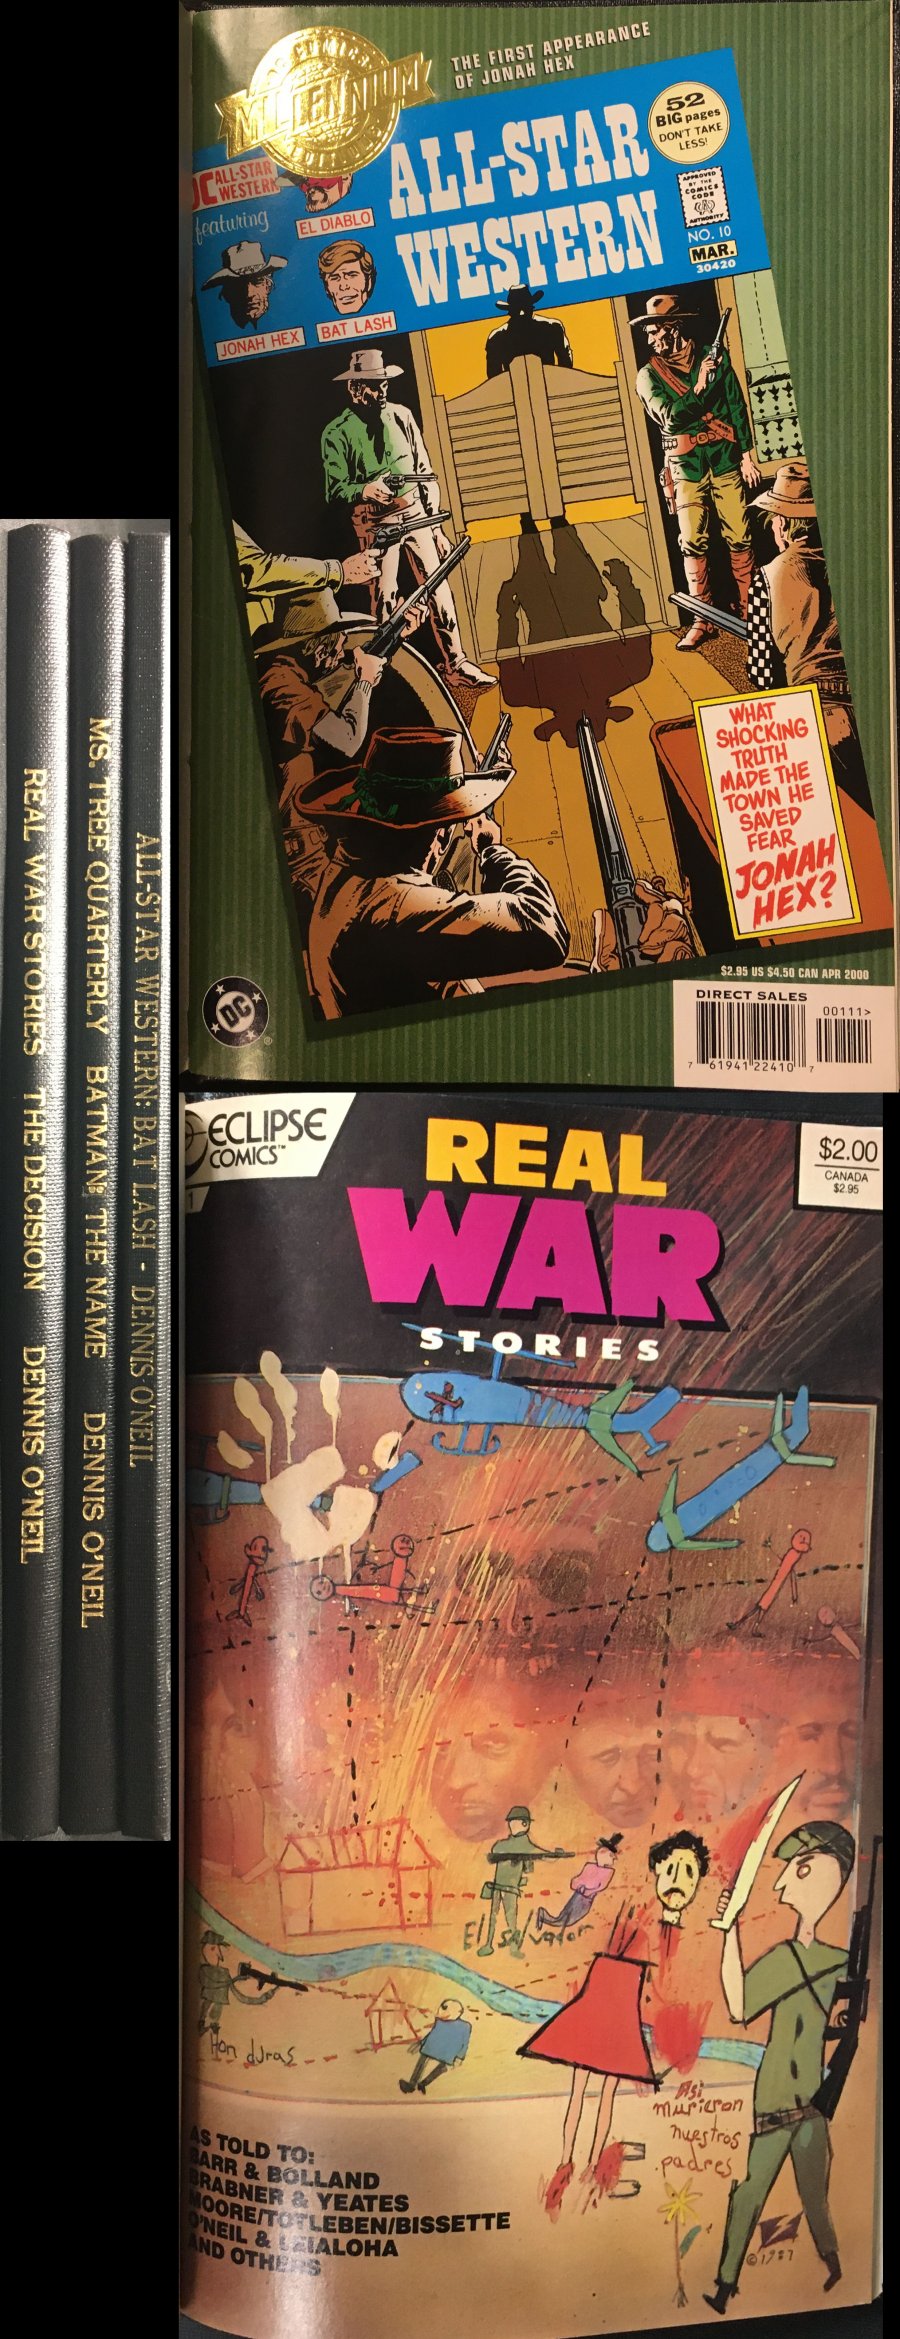 REAL WAR STORIES THE DECISION DENNIS O'NEIL
MS. TREE QUARTERLY BATMAN: THE NAME DENNIS O'NEIL
ALL-STAR WESTERN: BAT LASH - DENNIS O'NEIL
DC COMICS
MILLENNIUM
THE FIRST APPEARANCE
OF JONAH HEX
52
BIG pages
DON'T TAKE
LESS!
ALL-STAR
WESTERN
APPROVED
BY THE
COMICS
CODE
AUTHORITY
NO. 10
MAR.
30420
DC ALL-STAR
WESTERN
featuring
EL DIABLO
JONAH HEX
BAT LASH
WHAT
SHOCKING
TRUTH
MADE THE
TOWN HE
SAVED
FEAR
JONAH
HEX?
$2.95 US $4.50 CAN APR 2000
DC
DIRECT SALES
00111>
7 61941 22410 7
ECLIPSE
COMICS™
1
REAL
WAR
STORIES
$2.00
CANADA
$2.95
El salvador
Hon duras
Asi
murieron
nuestros
padres
AS TOLD TO:
BARR & BOLLAND
BRABNER & YEATES
MOORE/TOTLEBEN/BISSETTE
O'NEIL & LEIALOHA
AND OTHERS
©1987